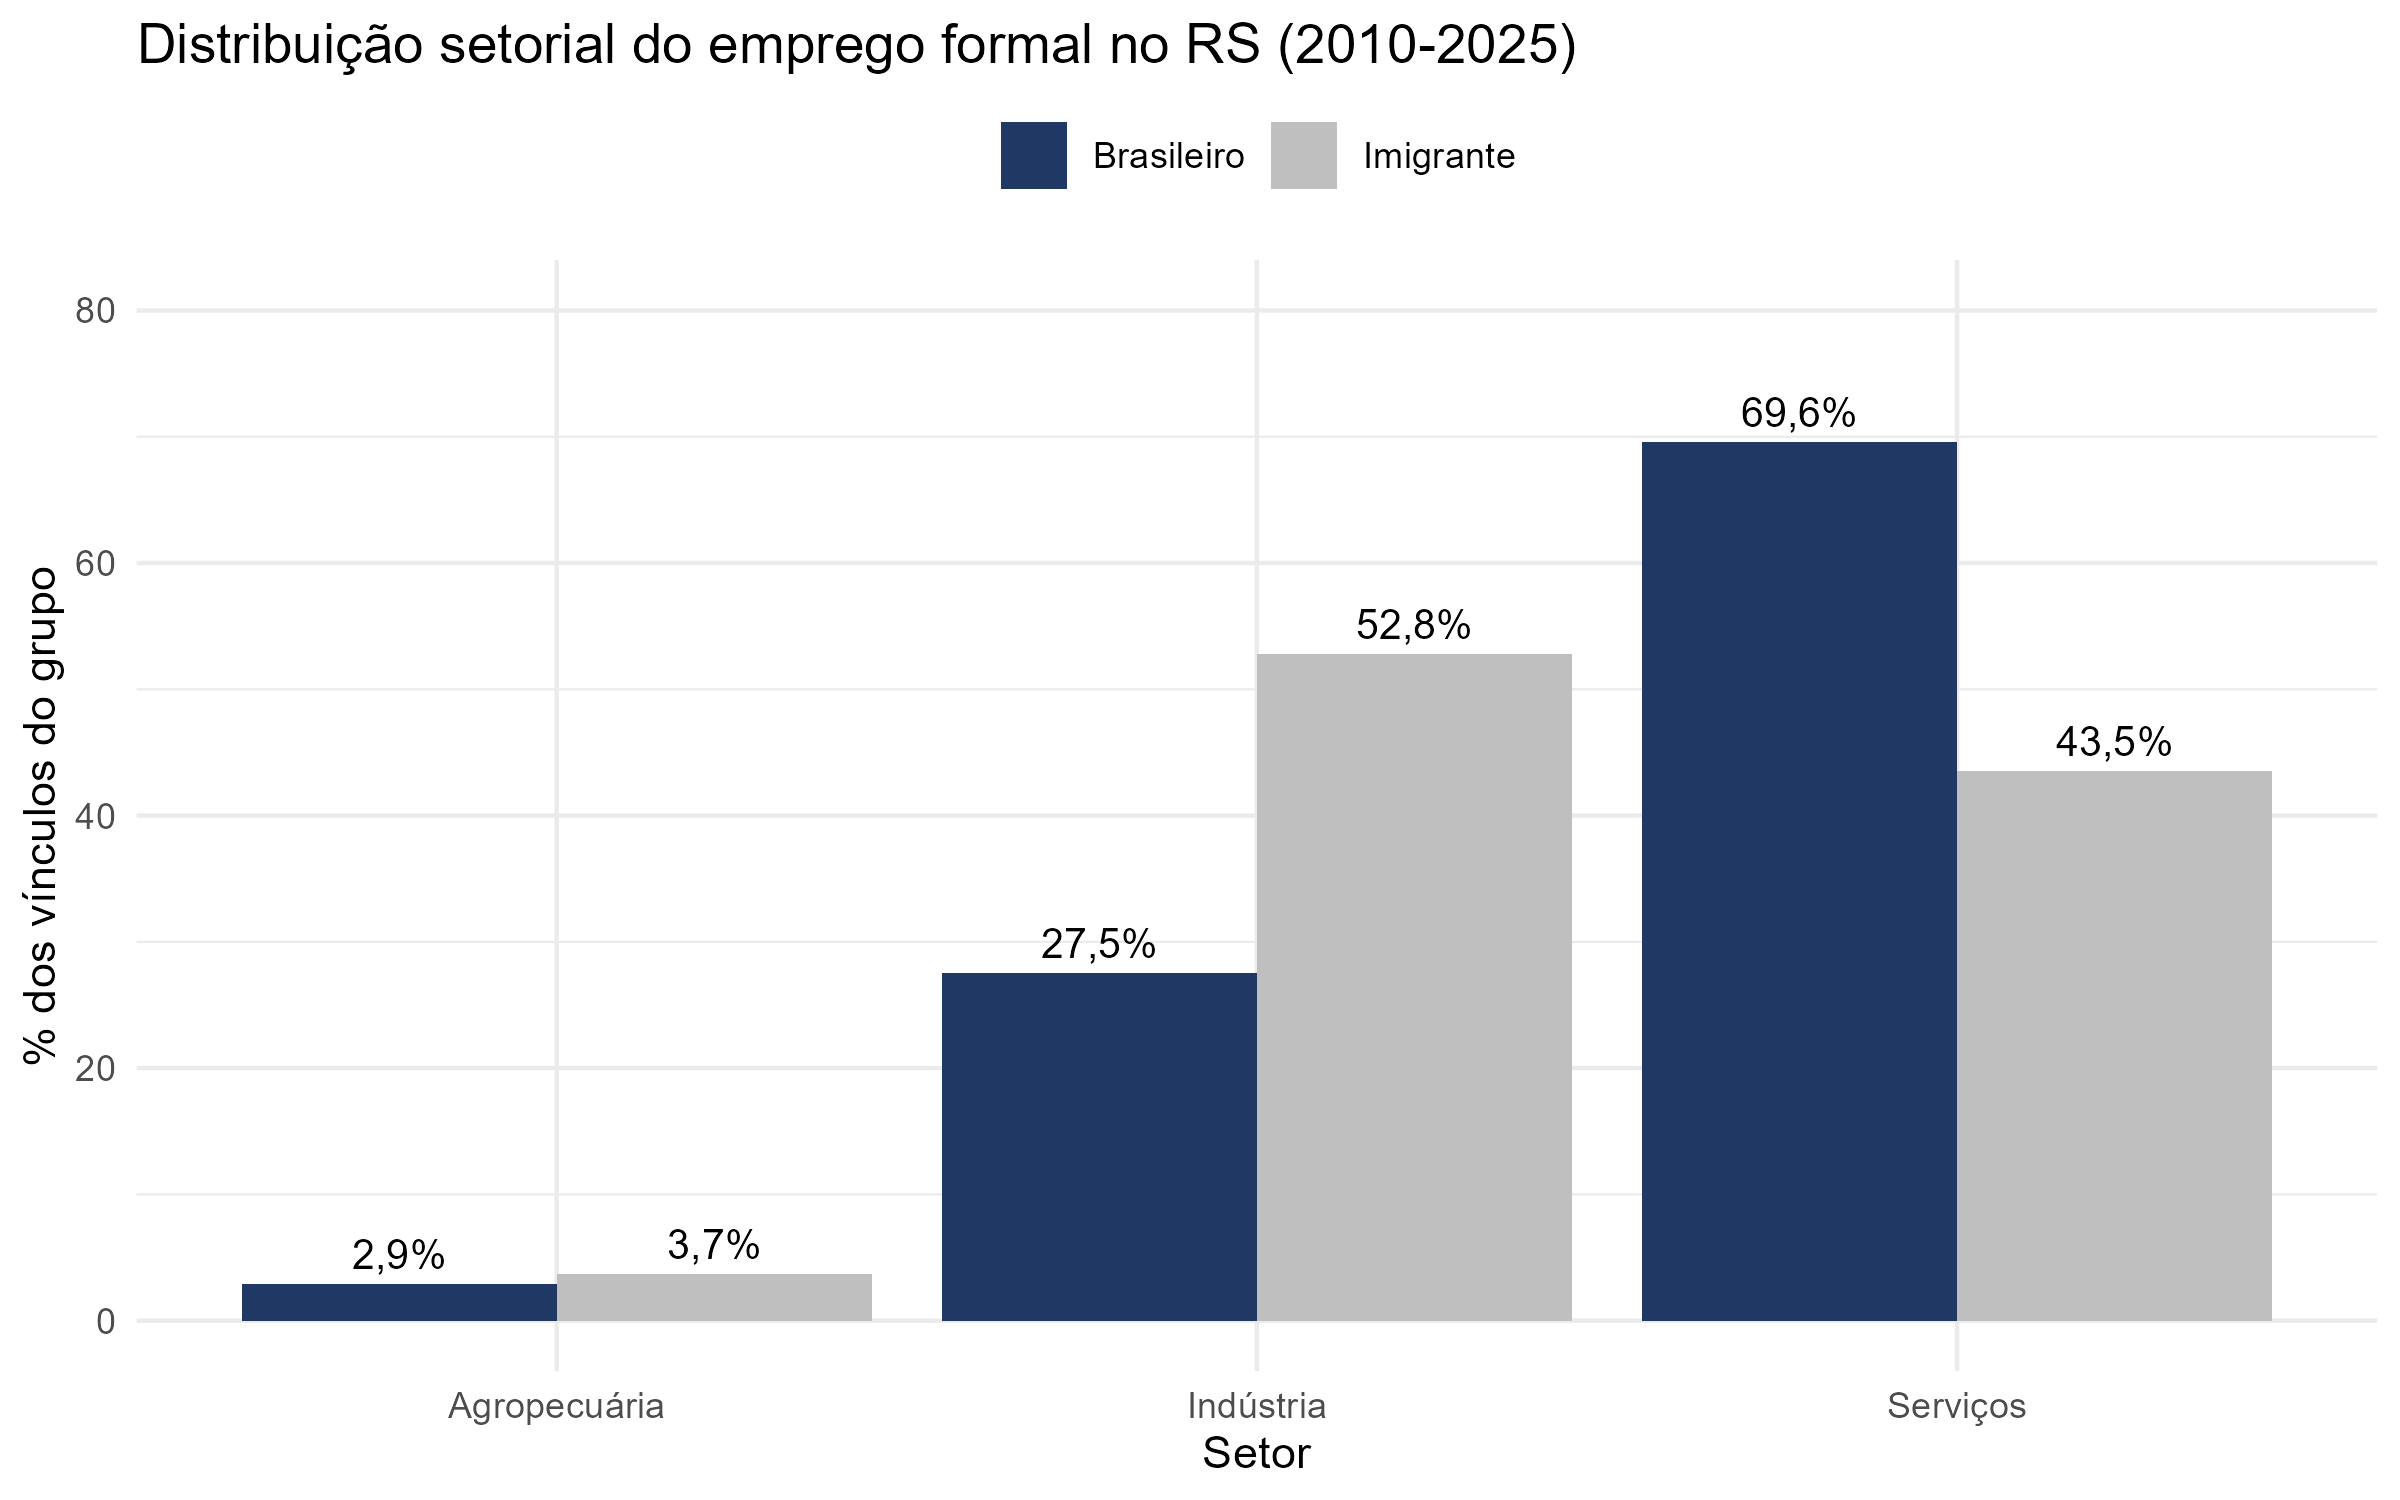 Distribuição setorial do emprego formal no RS (2010-2025)
Brasileiro
Imigrante
% dos vínculos do grupo
80
60
40
20
0
2,9%
3,7%
27,5%
52,8%
69,6%
43,5%
Agropecuária
Indústria
Serviços
Setor